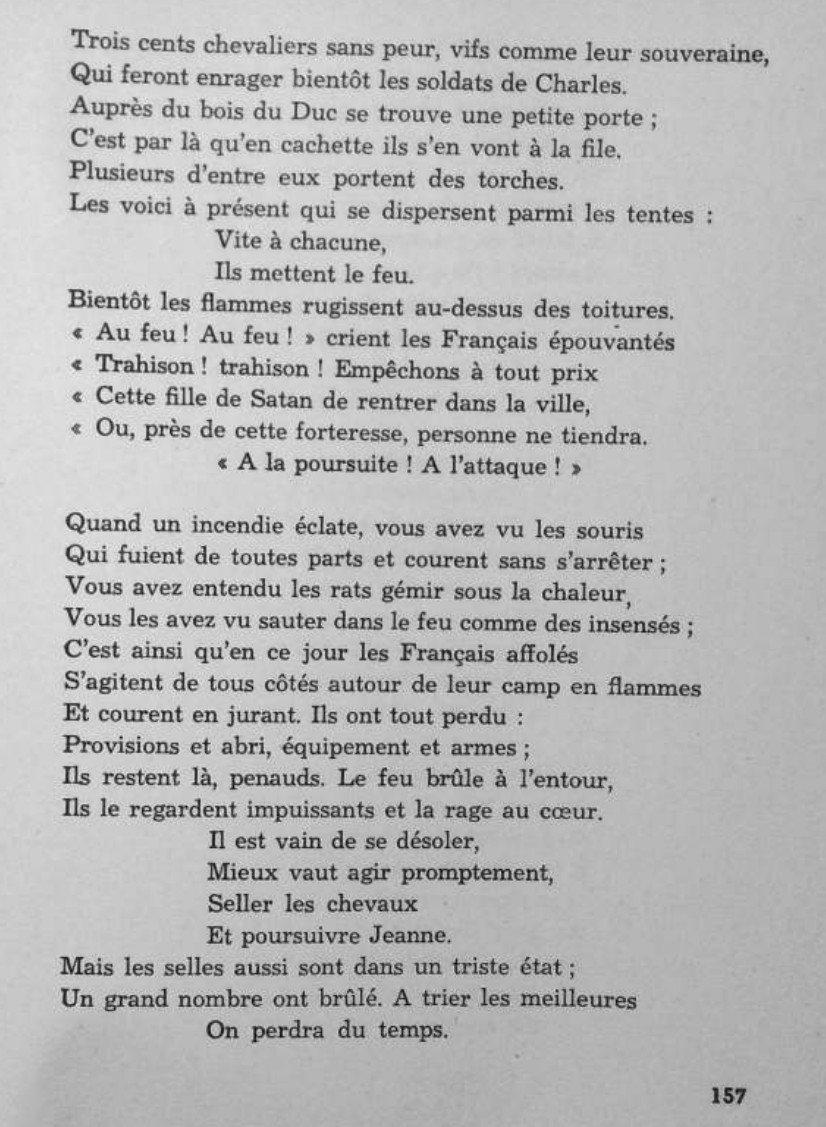 Trois cents chevaliers sans peur, vifs comme leur souveraine,
Qui feront enrager bientôt les soldats de Charles.
Auprès du bois du Duc se trouve une petite porte ;
C'est par là qu'en cachette ils s'en vont à la file.
Plusieurs d'entre eux portent des torches.
Les voici à présent qui se dispersent parmi les tentes :
Vite à chacune,
Ils mettent le feu.
Bientôt les flammes rugissent au-dessus des toitures.
« Au feu ! Au feu ! » crient les Français épouvantés
« Trahison ! trahison ! Empêchons à tout prix
« Cette fille de Satan de rentrer dans la ville,
« Ou, près de cette forteresse, personne ne tiendra.
« A la poursuite ! A l'attaque ! »
Quand un incendie éclate, vous avez vu les souris
Qui fuient de toutes parts et courent sans s'arrêter ;
Vous avez entendu les rats gémir sous la chaleur,
Vous les avez vu sauter dans le feu comme des insensés ;
C'est ainsi qu'en ce jour les Français affolés
S'agitent de tous côtés autour de leur camp en flammes
Et courent en jurant. Ils ont tout perdu :
Provisions et abri, équipement et armes ;
Ils restent là, penauds. Le feu brûle à l'entour,
Ils le regardent impuissants et la rage au cœur.
Il est vain de se désoler,
Mieux vaut agir promptement,
Seller les chevaux
Et poursuivre Jeanne.
Mais les selles aussi sont dans un triste état ;
Un grand nombre ont brûlé. A trier les meilleures
On perdra du temps.
157